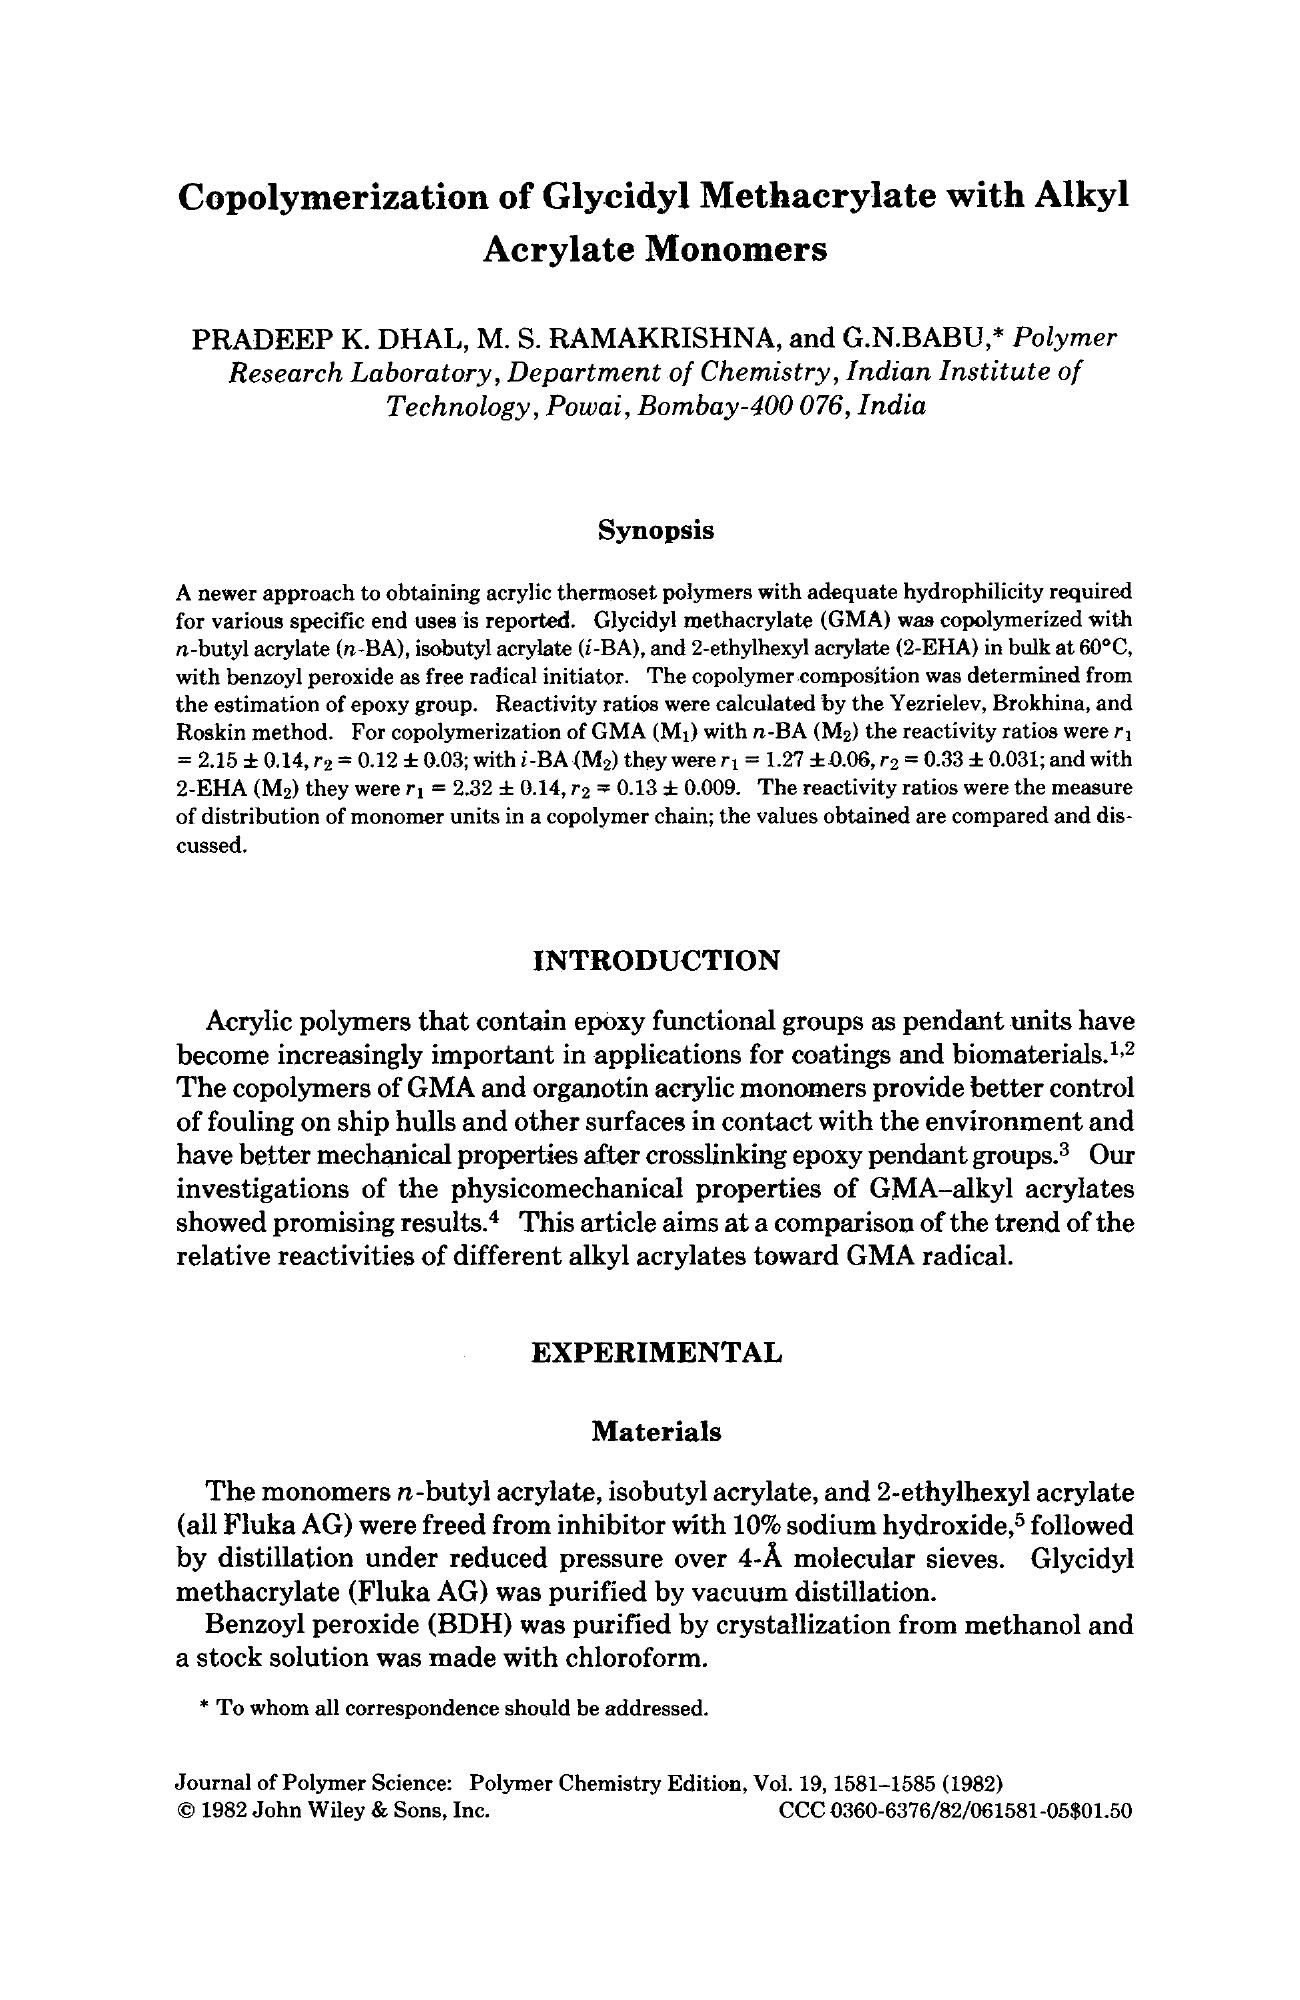 Copolymerization of Glycidyl Methacrylate with Alkyl
Acrylate Monomers
PRADEEP K. DHAL, M. S. RAMAKRISHNA, and G.N.BABU,* Polymer
Research Laboratory, Department of Chemistry, Indian Institute of
Technology, Powai, Bombay-400 076, India
Synopsis
A newer approach to obtaining acrylic thermoset polymers with adequate hydrophilicity required
for various specific end uses is reported. Glycidyl methacrylate (GMA) was copolymerized with
n-butyl acrylate (n-BA), isobutyl acrylate (i-BA), and 2-ethylhexyl acrylate (2-EHA) in bulk at 60°C,
with benzoyl peroxide as free radical initiator. The copolymer composition was determined from
the estimation of epoxy group. Reactivity ratios were calculated by the Yezrielev, Brokhina, and
Roskin method. For copolymerization of GMA (M₁) with n-BA (M₂) the reactivity ratios were r₁
= 2.15 ± 0.14, r₂ = 0.12 ± 0.03; with i-BA (M₂) they were r₁ = 1.27 ± 0.06, r₂ = 0.33 ± 0.031; and with
2-EHA (M₂) they were r₁ = 2.32 ± 0.14, r₂ = 0.13 ± 0.009. The reactivity ratios were the measure
of distribution of monomer units in a copolymer chain; the values obtained are compared and dis-
cussed.
INTRODUCTION
Acrylic polymers that contain epoxy functional groups as pendant units have
become increasingly important in applications for coatings and biomaterials.¹,²
The copolymers of GMA and organotin acrylic monomers provide better control
of fouling on ship hulls and other surfaces in contact with the environment and
have better mechanical properties after crosslinking epoxy pendant groups.³ Our
investigations of the physicomechanical properties of GMA–alkyl acrylates
showed promising results.⁴ This article aims at a comparison of the trend of the
relative reactivities of different alkyl acrylates toward GMA radical.
EXPERIMENTAL
Materials
The monomers n-butyl acrylate, isobutyl acrylate, and 2-ethylhexyl acrylate
(all Fluka AG) were freed from inhibitor with 10% sodium hydroxide,⁵ followed
by distillation under reduced pressure over 4-Å molecular sieves. Glycidyl
methacrylate (Fluka AG) was purified by vacuum distillation.
Benzoyl peroxide (BDH) was purified by crystallization from methanol and
a stock solution was made with chloroform.
* To whom all correspondence should be addressed.
Journal of Polymer Science: Polymer Chemistry Edition, Vol. 19, 1581–1585 (1982)
© 1982 John Wiley & Sons, Inc. CCC 0360-6376/82/061581-05$01.50